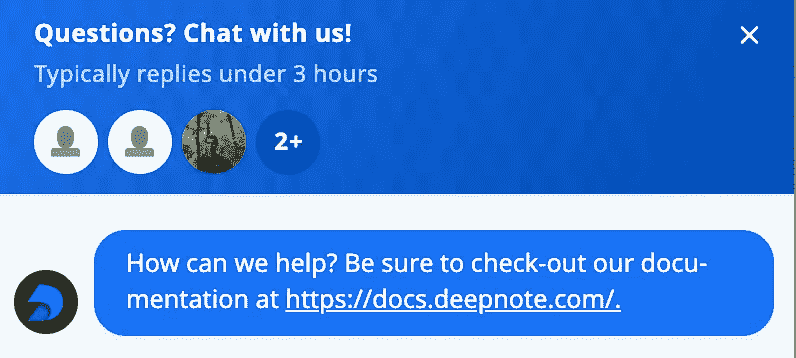 Questions? Chat with us!
Typically replies under 3 hours
2+
How can we help? Be sure to check-out our docu-
mentation at https://docs.deepnote.com/.